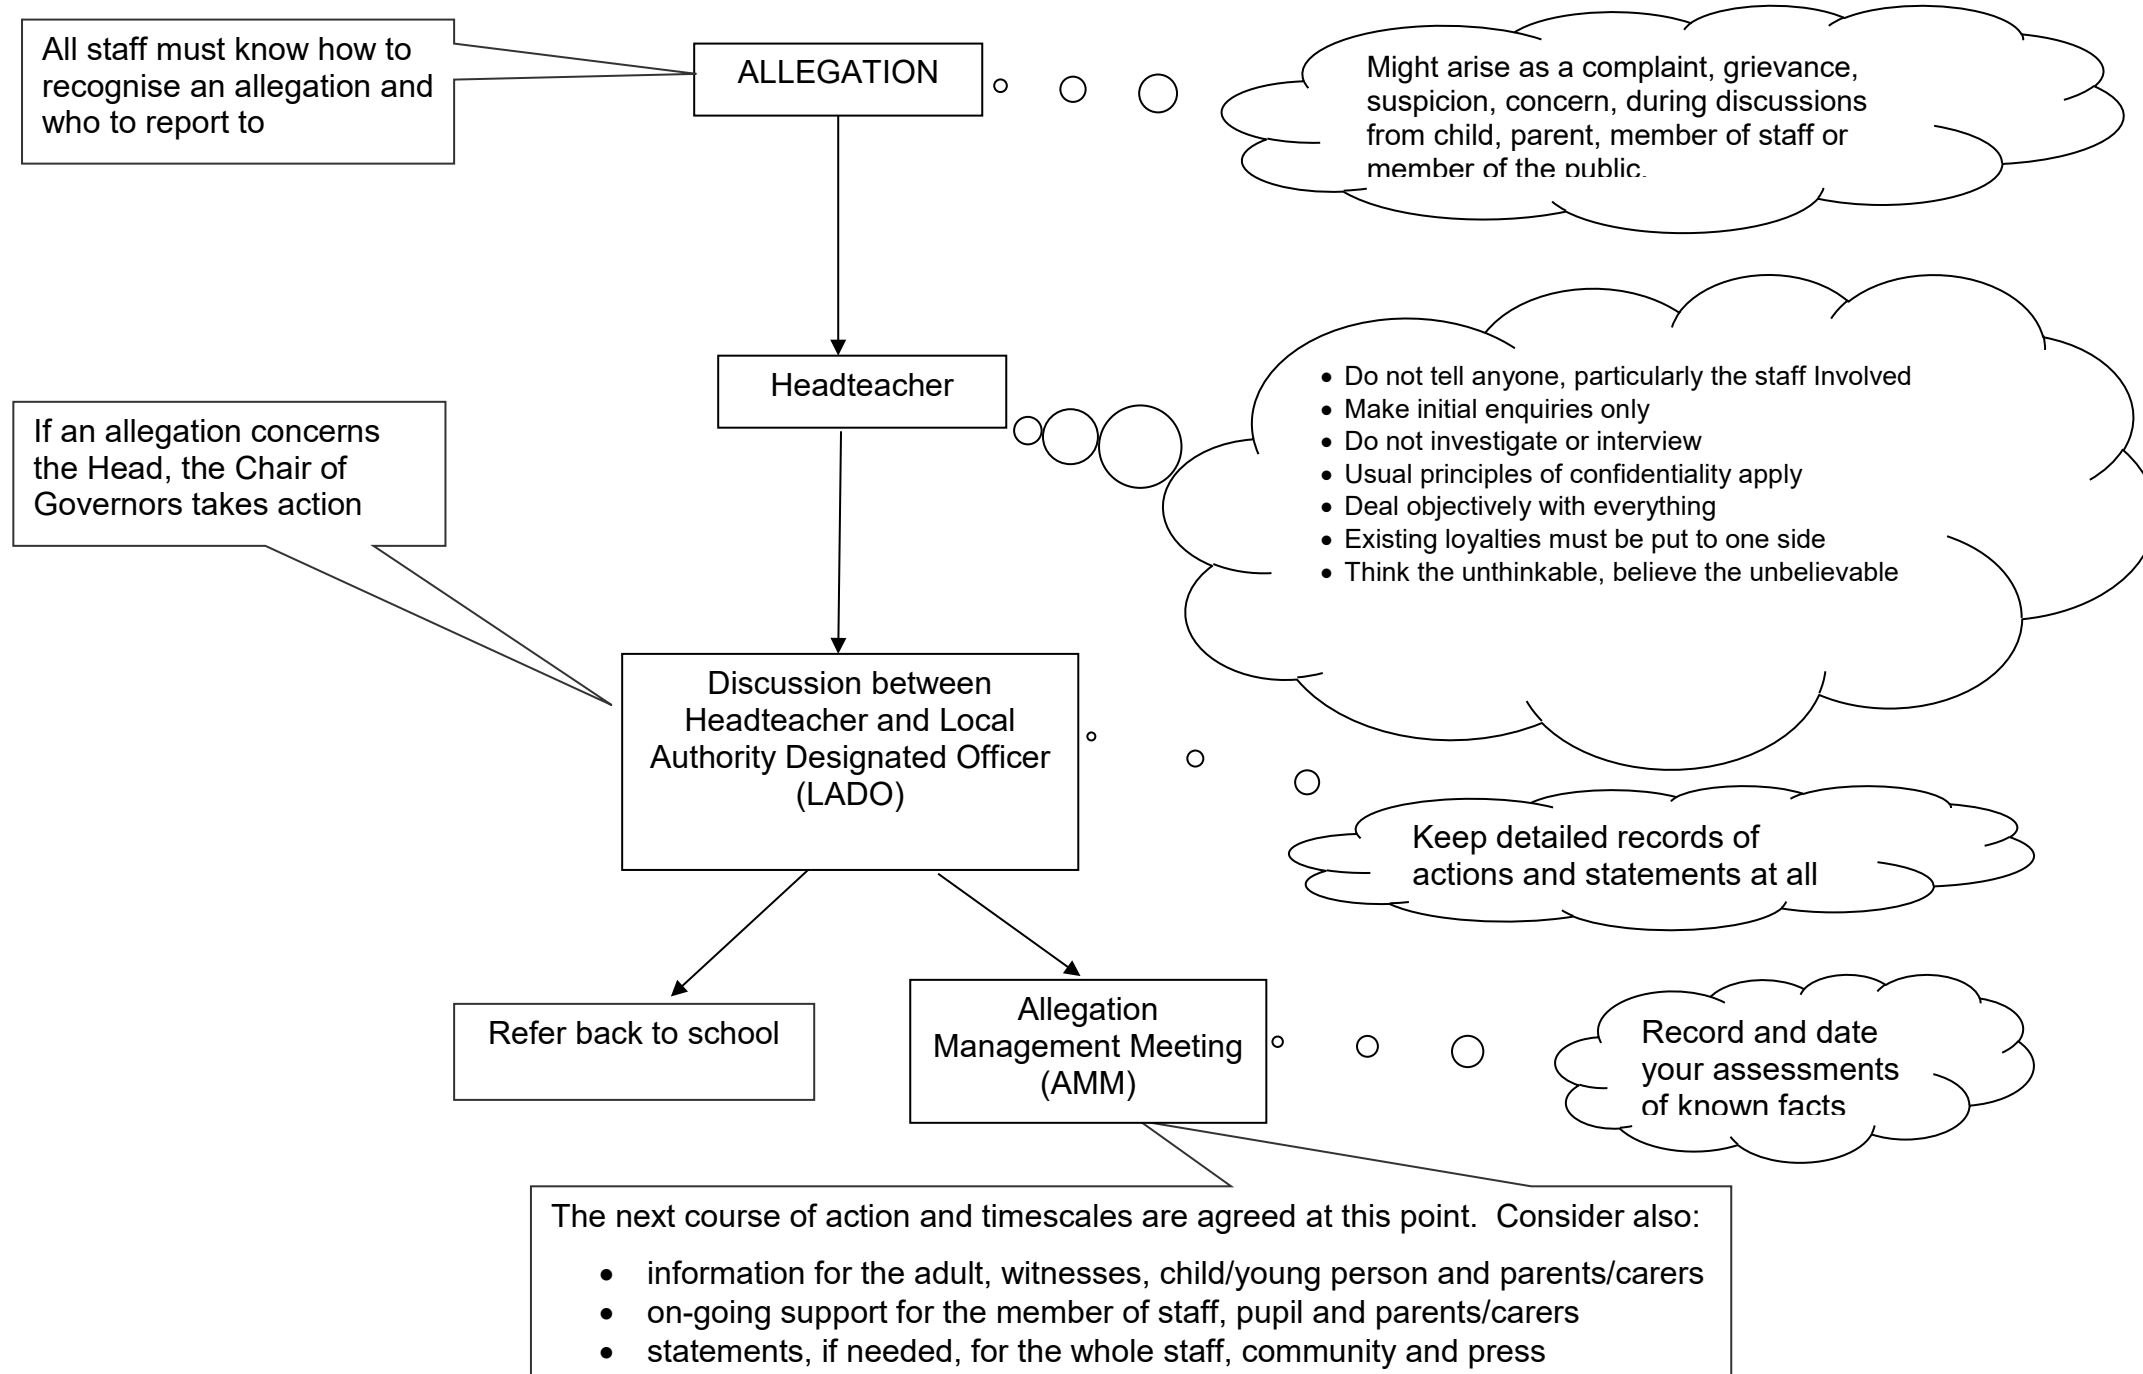 All staff must know how to
recognise an allegation and
who to report to
ALLEGATION
Might arise as a complaint, grievance,
suspicion, concern, during discussions
from child, parent, member of staff or
member of the public.
Headteacher
• Do not tell anyone, particularly the staff Involved
• Make initial enquiries only
• Do not investigate or interview
• Usual principles of confidentiality apply
• Deal objectively with everything
• Existing loyalties must be put to one side
• Think the unthinkable, believe the unbelievable
If an allegation concerns
the Head, the Chair of
Governors takes action
Discussion between
Headteacher and Local
Authority Designated Officer
(LADO)
Keep detailed records of
actions and statements at all
Refer back to school
Allegation
Management Meeting
(AMM)
Record and date
your assessments
of known facts
The next course of action and timescales are agreed at this point.  Consider also:
• information for the adult, witnesses, child/young person and parents/carers
• on-going support for the member of staff, pupil and parents/carers
• statements, if needed, for the whole staff, community and press